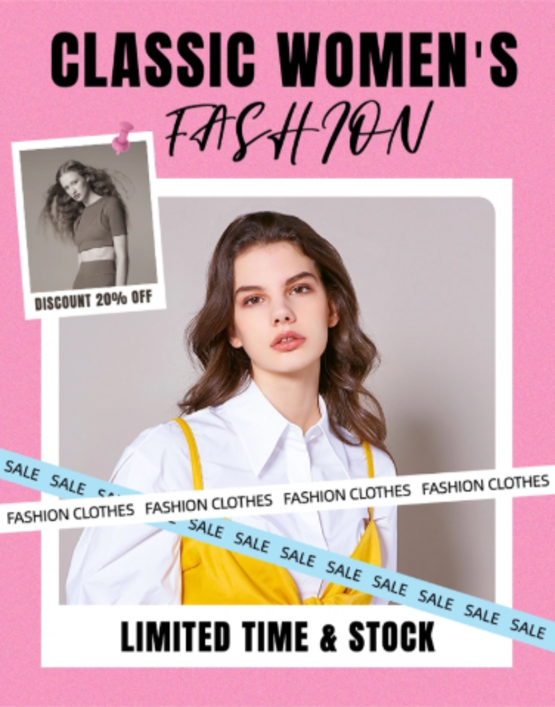 CLASSIC WOMEN'S
FASHION
DISCOUNT 20% OFF
SALE SALE SALE SALE SALE SALE SALE SALE SALE SALE SALE
FASHION CLOTHES FASHION CLOTHES FASHION CLOTHES FASHION CLOTHES
LIMITED TIME & STOCK